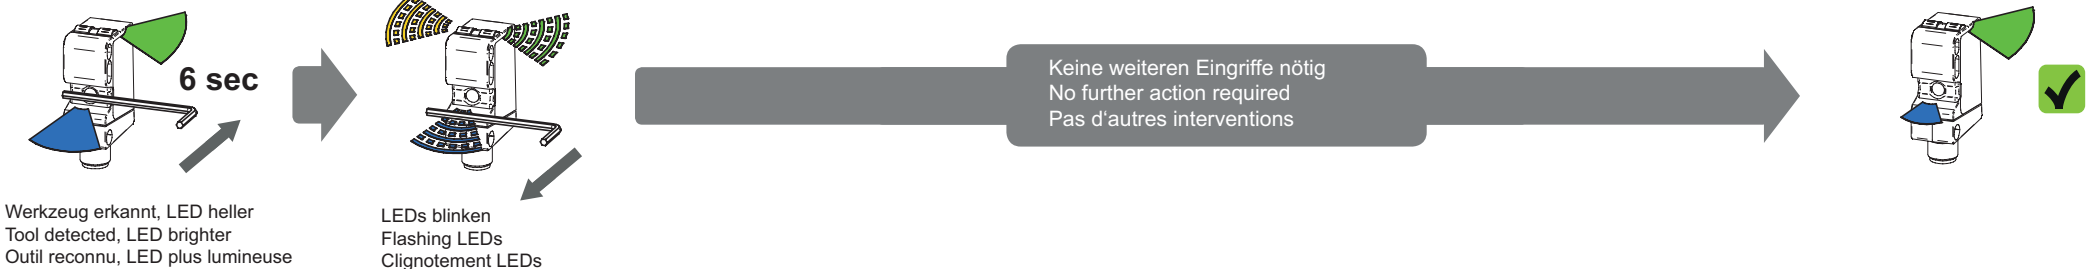 6 sec
Werkzeug erkannt, LED heller
Tool detected, LED brighter
Outil reconnu, LED plus lumineuse
LEDs blinken
Flashing LEDs
Clignotement LEDs
Keine weiteren Eingriffe nötig
No further action required
Pas d‘autres interventions